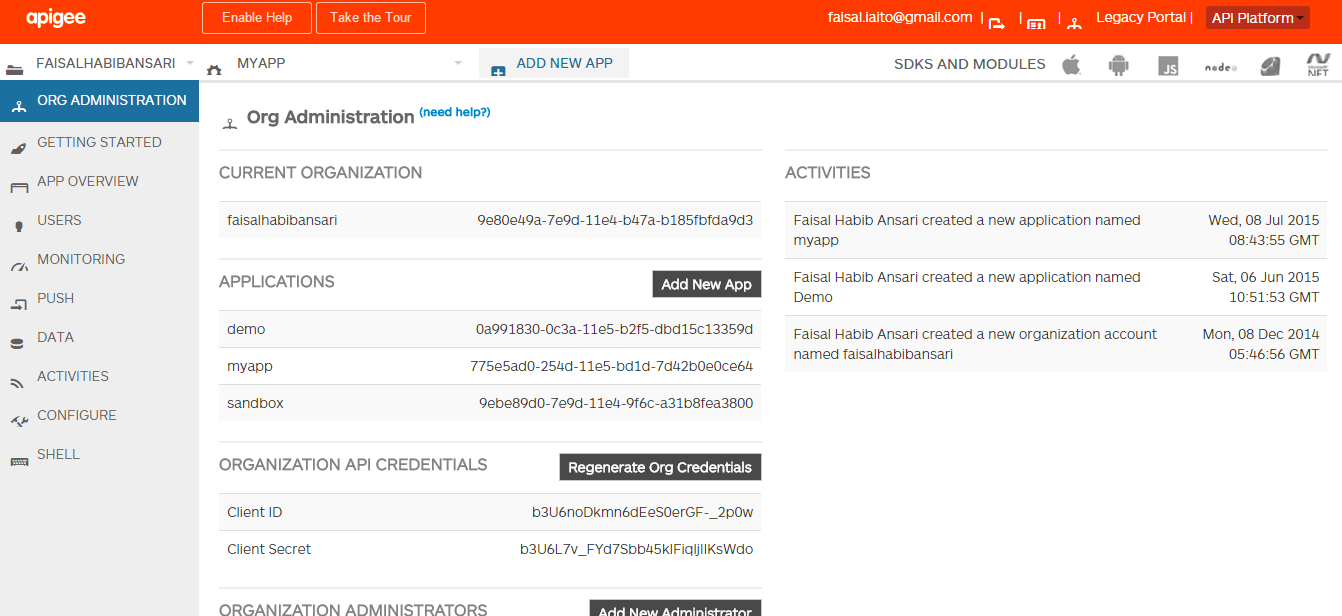 apigee
Enable Help
Take the Tour
faisal.iaito@gmail.com | | | Legacy Portal | API Platform
FAISALHABIBANSARI
MYAPP
ADD NEW APP
SDKS AND MODULES
JS
node
Microsoft
.NET
ORG ADMINISTRATION
GETTING STARTED
APP OVERVIEW
USERS
MONITORING
PUSH
DATA
ACTIVITIES
CONFIGURE
SHELL
Org Administration (need help?)
CURRENT ORGANIZATION
faisalhabibansari 9e80e49a-7e9d-11e4-b47a-b185fbfda9d3
APPLICATIONS
Add New App
demo 0a991830-0c3a-11e5-b2f5-dbd15c13359d
myapp 775e5ad0-254d-11e5-bd1d-7d42b0e0ce64
sandbox 9ebe89d0-7e9d-11e4-9f6c-a31b8fea3800
ORGANIZATION API CREDENTIALS
Regenerate Org Credentials
Client ID b3U6noDkmn6dEeS0erGF-_2p0w
Client Secret b3U6L7v_FYd7Sbb45klFiqIjIIKsWdo
ORGANIZATION ADMINISTRATORS
Add New Administrator
ACTIVITIES
Faisal Habib Ansari created a new application named Wed, 08 Jul 2015
myapp 08:43:55 GMT
Faisal Habib Ansari created a new application named Sat, 06 Jun 2015
Demo 10:51:53 GMT
Faisal Habib Ansari created a new organization account Mon, 08 Dec 2014
named faisalhabibansari 05:46:56 GMT